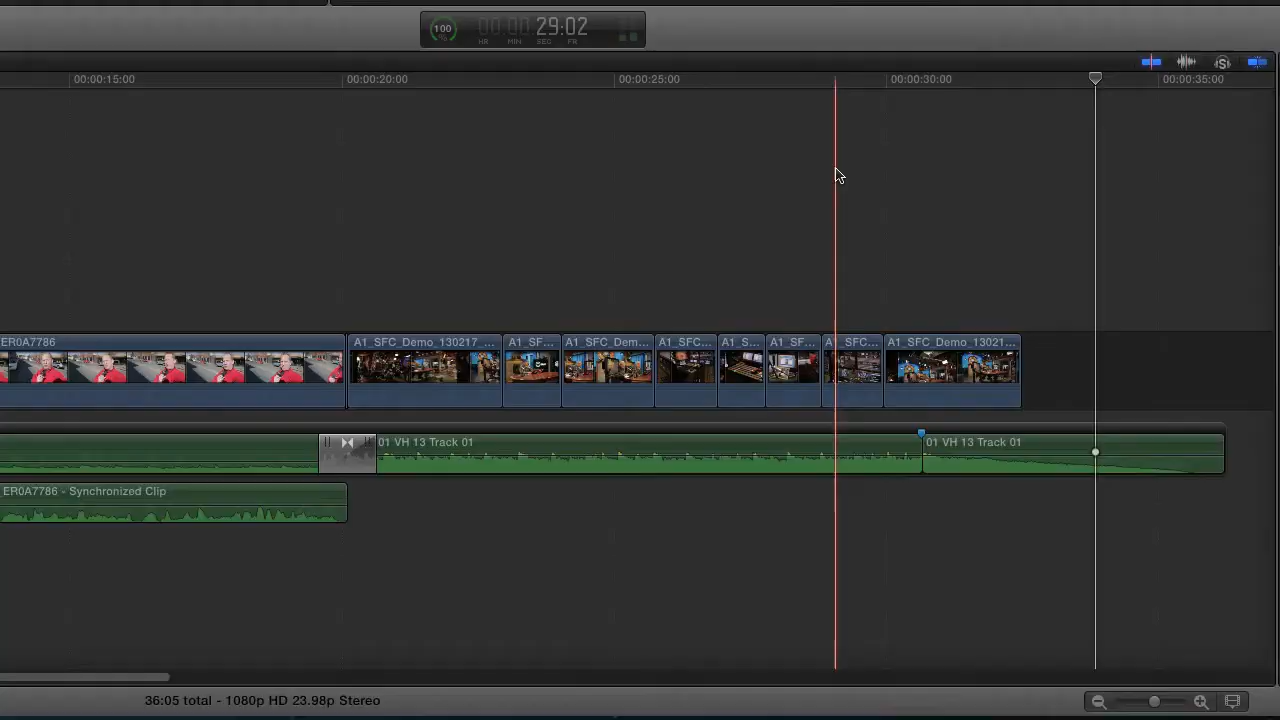 100 % 00:00:29:02
HR MIN SEC FR
00:00:15:00 00:00:20:00 00:00:25:00 00:00:30:00 00:00:35:00
ER0A7786 A1_SFC_Demo_130217_... A1_SF... A1_SFC_Dem... A1_SFC... A1_S... A1_SF... A1_SFC... A1_SFC_Demo_13021...
01 VH 13 Track 01 01 VH 13 Track 01
ER0A7786 - Synchronized Clip
36:05 total - 1080p HD 23.98p Stereo